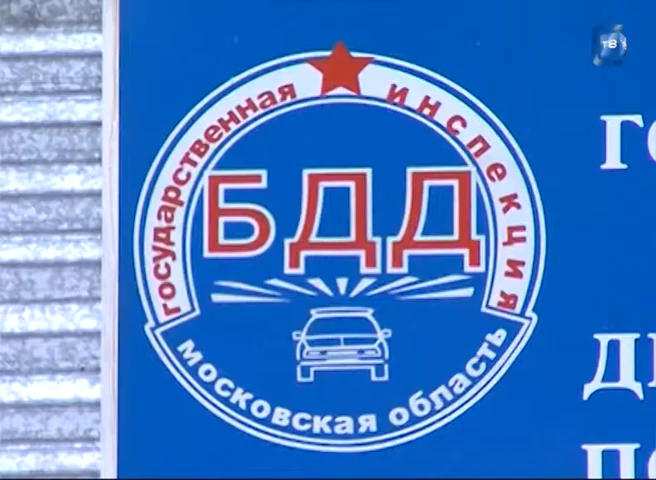 государственная инспекция
БДД
московская область
ТВ